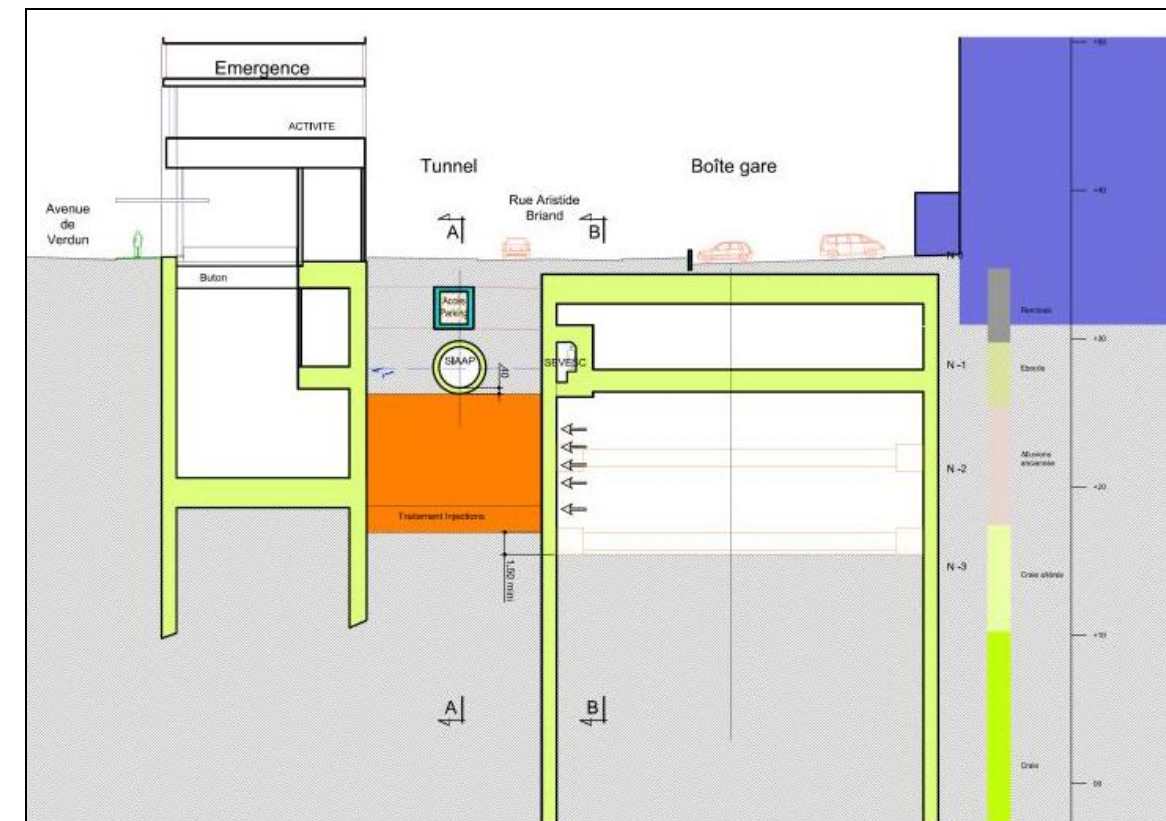 Emergence
ACTIVITE
Tunnel
Boîte gare
Avenue
de
Verdun
Rue Aristide
Briand
A
B
Buton
Accès
Parking
SIAAP
,40
SEVESC
Traitement Injections
1,50 mini
A
B
N -1
N -2
N -3
Remblais
Eboulis
Alluvions
anciennes
Craie altérée
Craie
+40
+30
+20
+10